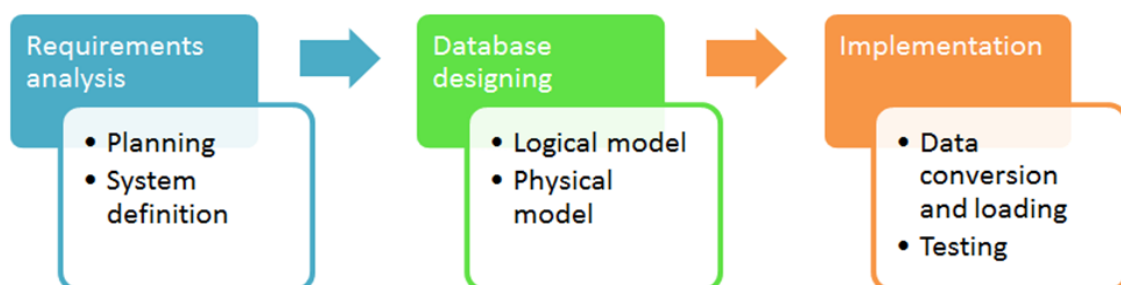 Requirements
analysis
• Planning
• System
definition
Database
designing
• Logical model
• Physical
model
Implementation
• Data
conversion
and loading
• Testing